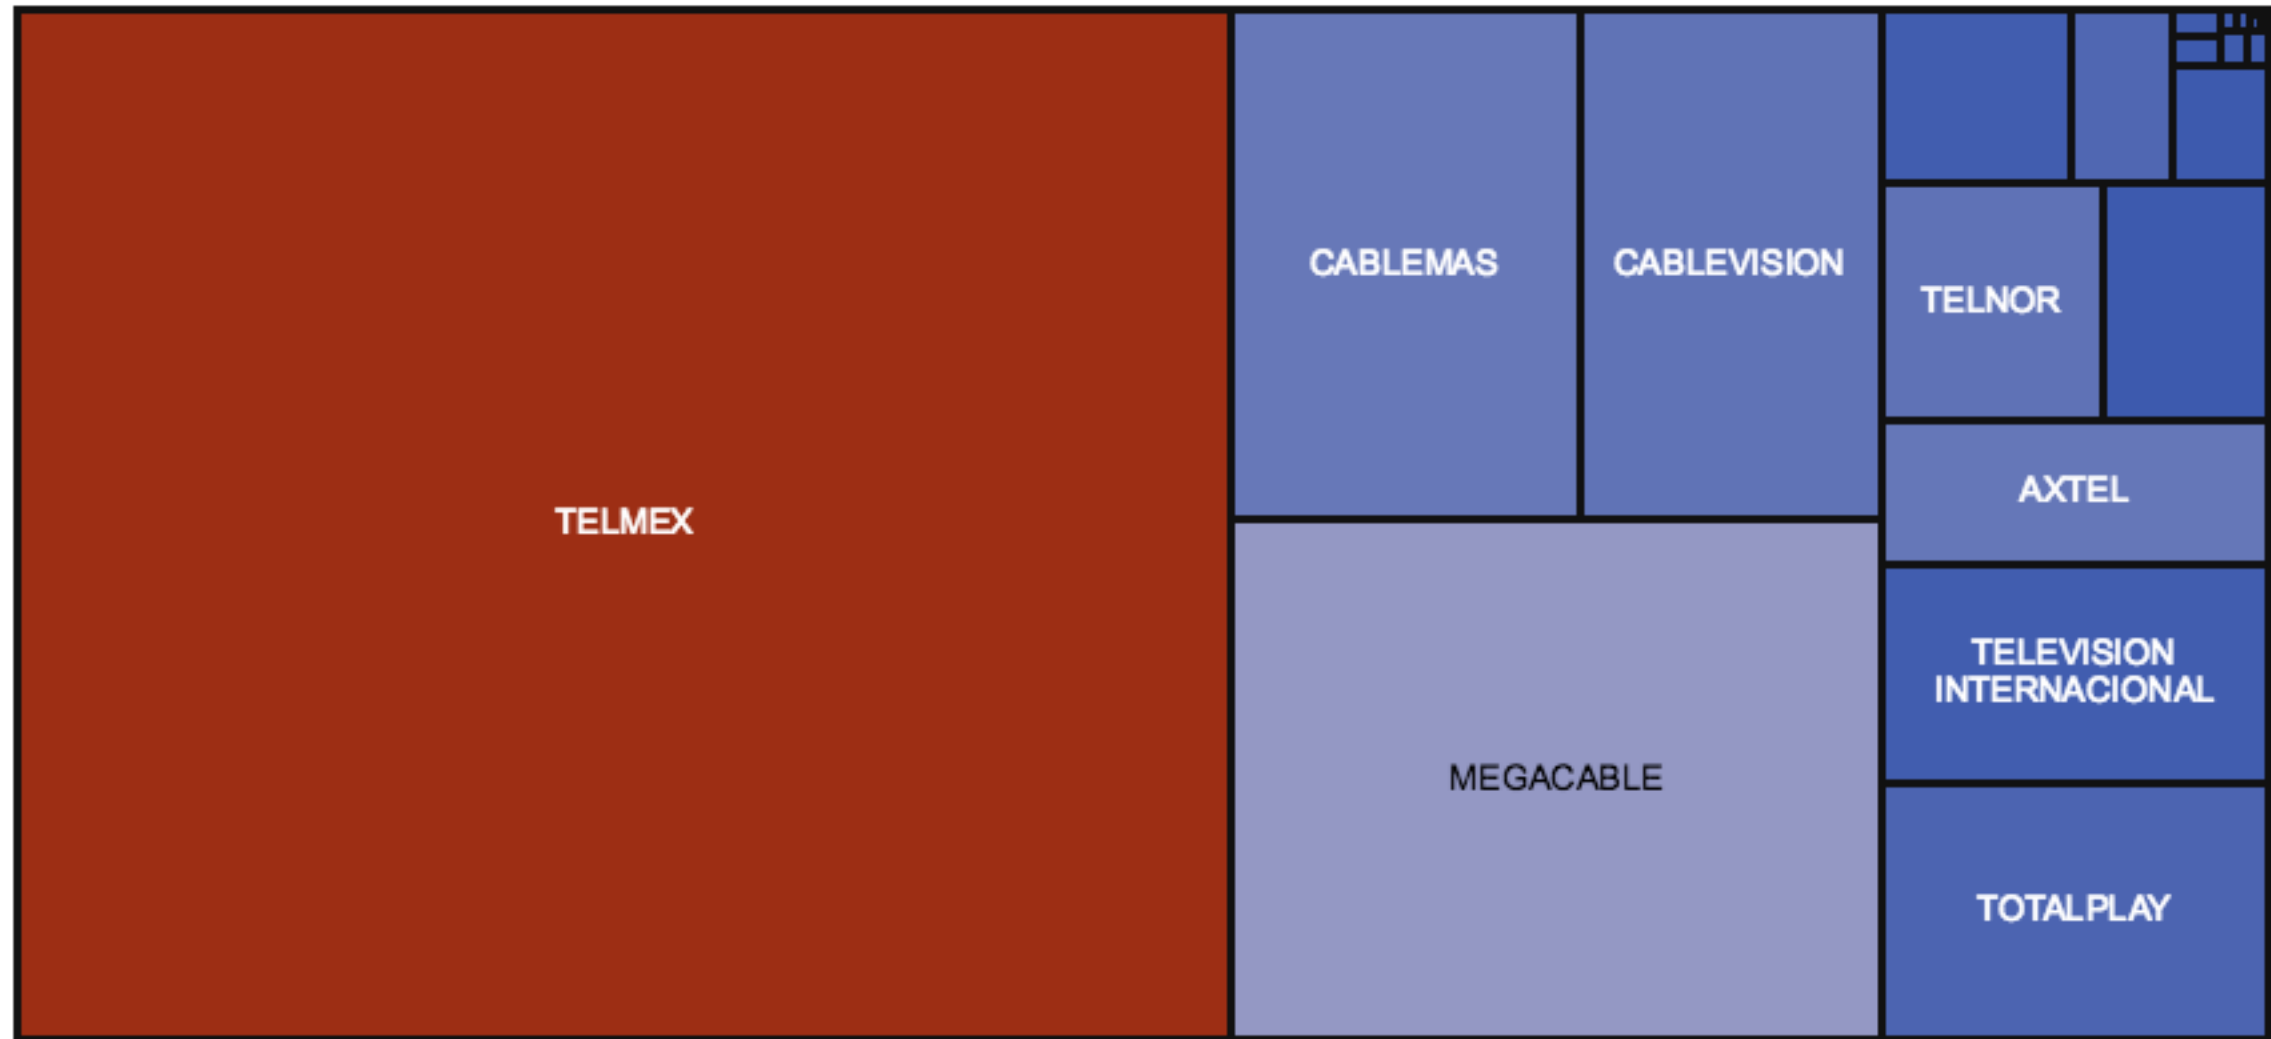 TELMEX
CABLEMAS
CABLEVISION
MEGACABLE
TELNOR
AXTEL
TELEVISION
INTERNACIONAL
TOTALPLAY